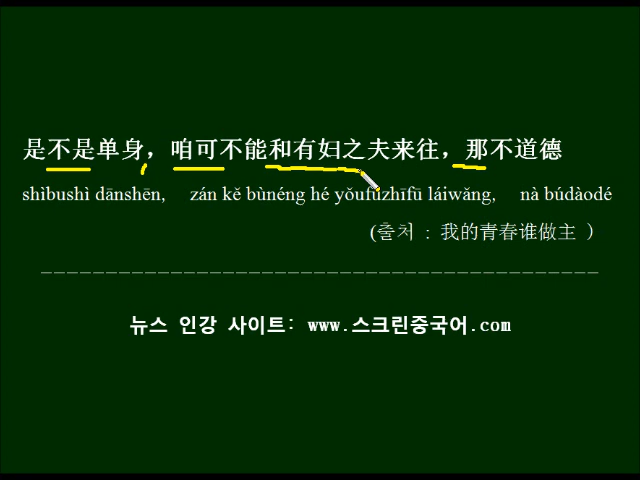 是不是单身，咱可不能和有妇之夫来往，那不道德
shìbushì dānshēn, zán kě bùnéng hé yǒufùzhīfū láiwǎng, nà búdàodé
(출처 : 我的青春谁做主 ）
뉴스 인강 사이트: www.스크린중국어.com